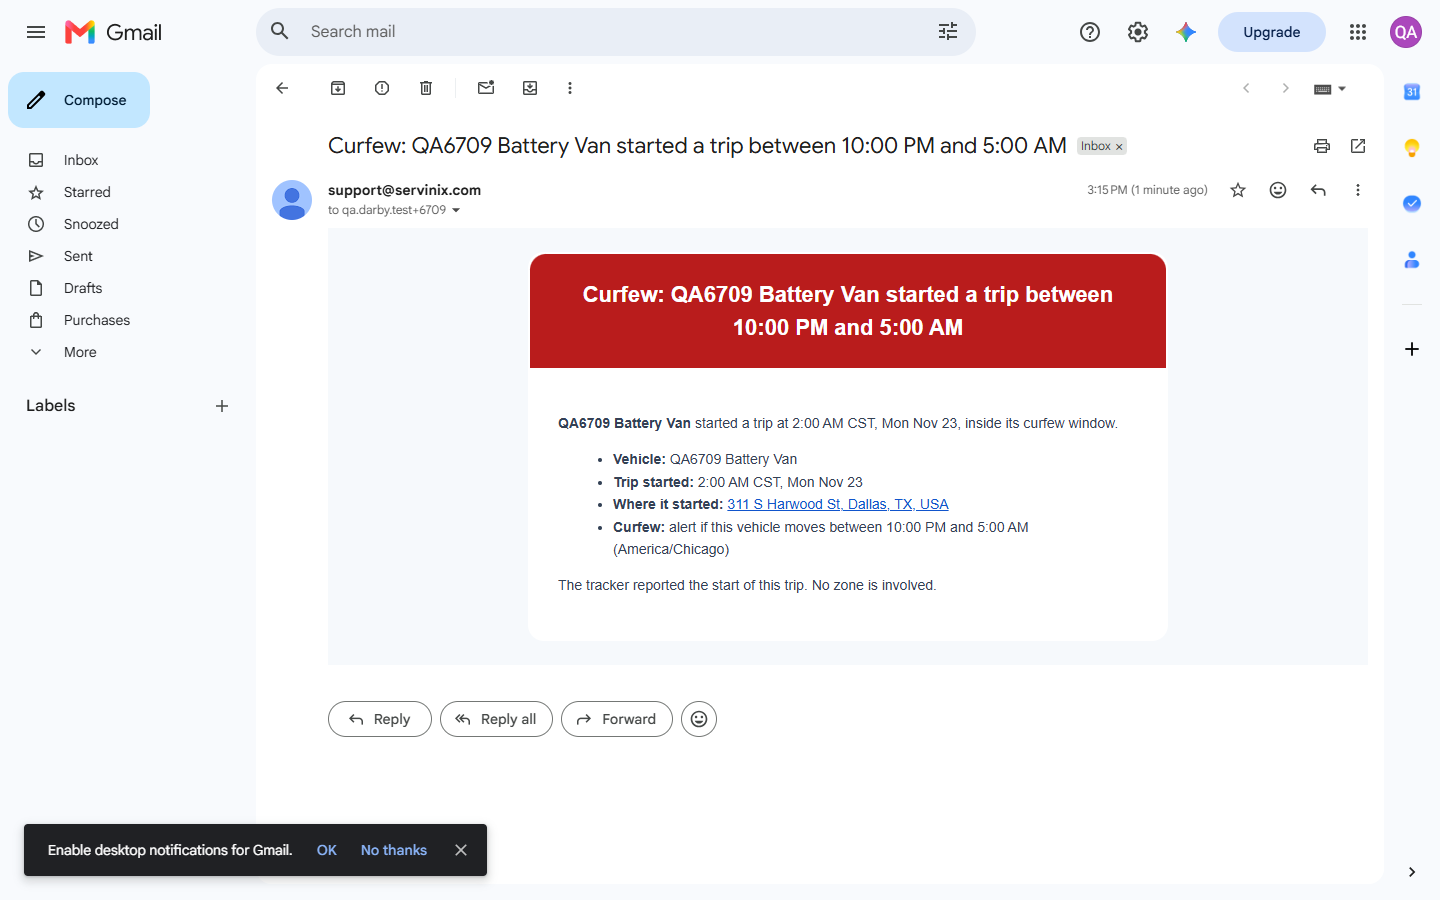 Gmail
Search mail
Upgrade
QA
Compose
Inbox
Starred
Snoozed
Sent
Drafts
Purchases
More
Labels
Curfew: QA6709 Battery Van started a trip between 10:00 PM and 5:00 AM
Inbox ×
support@servinix.com
3:15 PM (1 minute ago)
to qa.darby.test+6709
Curfew: QA6709 Battery Van started a trip between
10:00 PM and 5:00 AM
QA6709 Battery Van started a trip at 2:00 AM CST, Mon Nov 23, inside its curfew window.
• Vehicle: QA6709 Battery Van
• Trip started: 2:00 AM CST, Mon Nov 23
• Where it started: 311 S Harwood St, Dallas, TX, USA
• Curfew: alert if this vehicle moves between 10:00 PM and 5:00 AM
(America/Chicago)
The tracker reported the start of this trip. No zone is involved.
Reply
Reply all
Forward
Enable desktop notifications for Gmail.
OK
No thanks
31